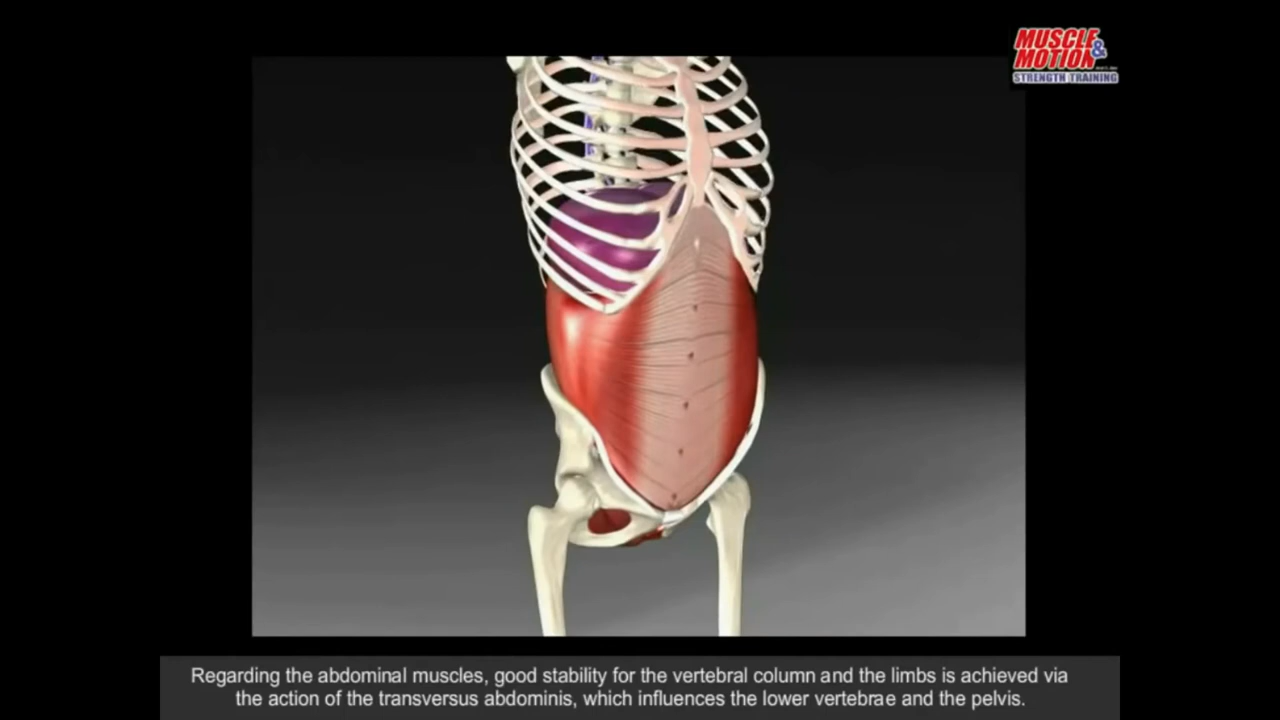 MUSCLE
& MOTION
STRENGTH TRAINING
Regarding the abdominal muscles, good stability for the vertebral column and the limbs is achieved via
the action of the transversus abdominis, which influences the lower vertebrae and the pelvis.